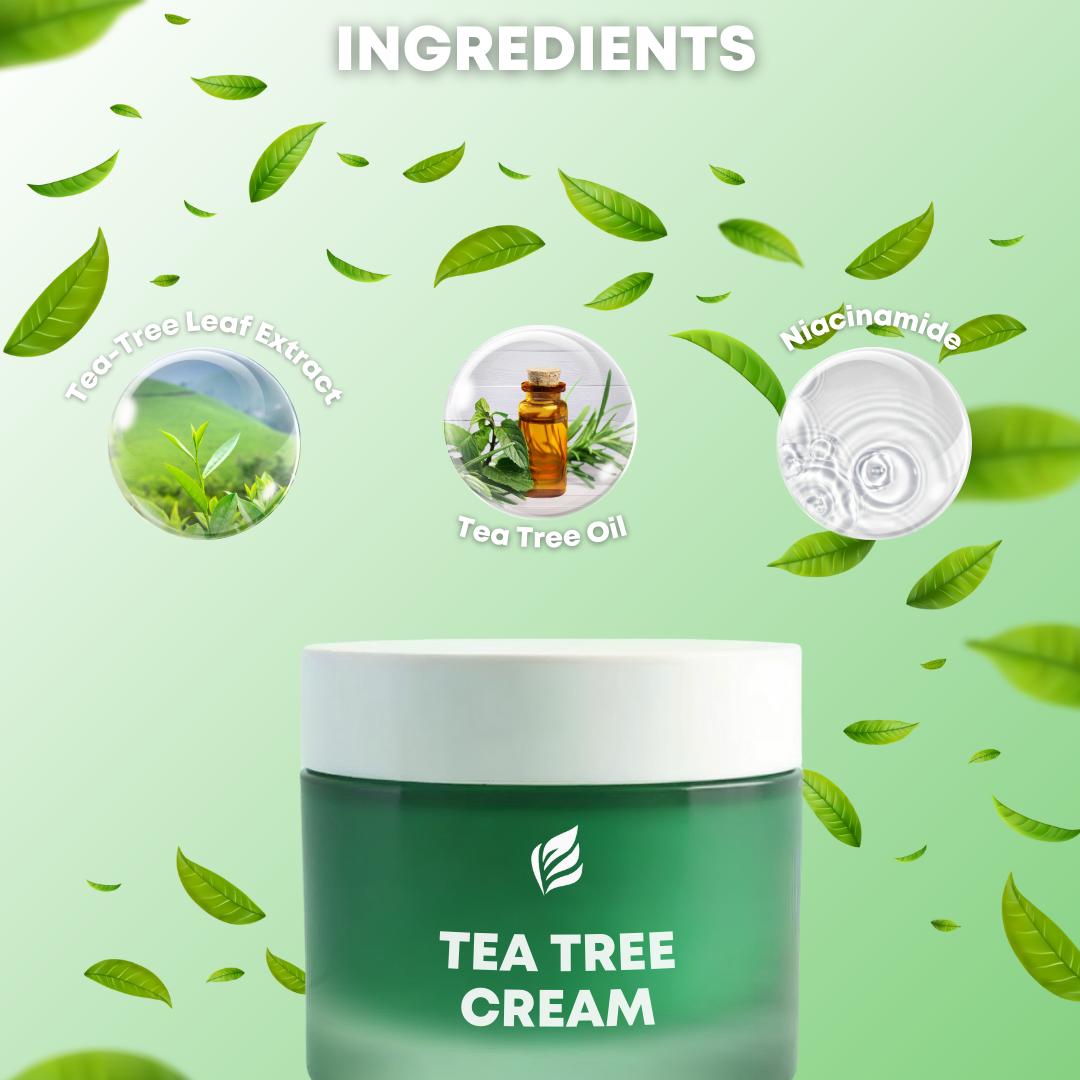 INGREDIENTS
Tea-Tree Leaf Extract
Tea Tree Oil
Niacinamide
TEA TREE
CREAM